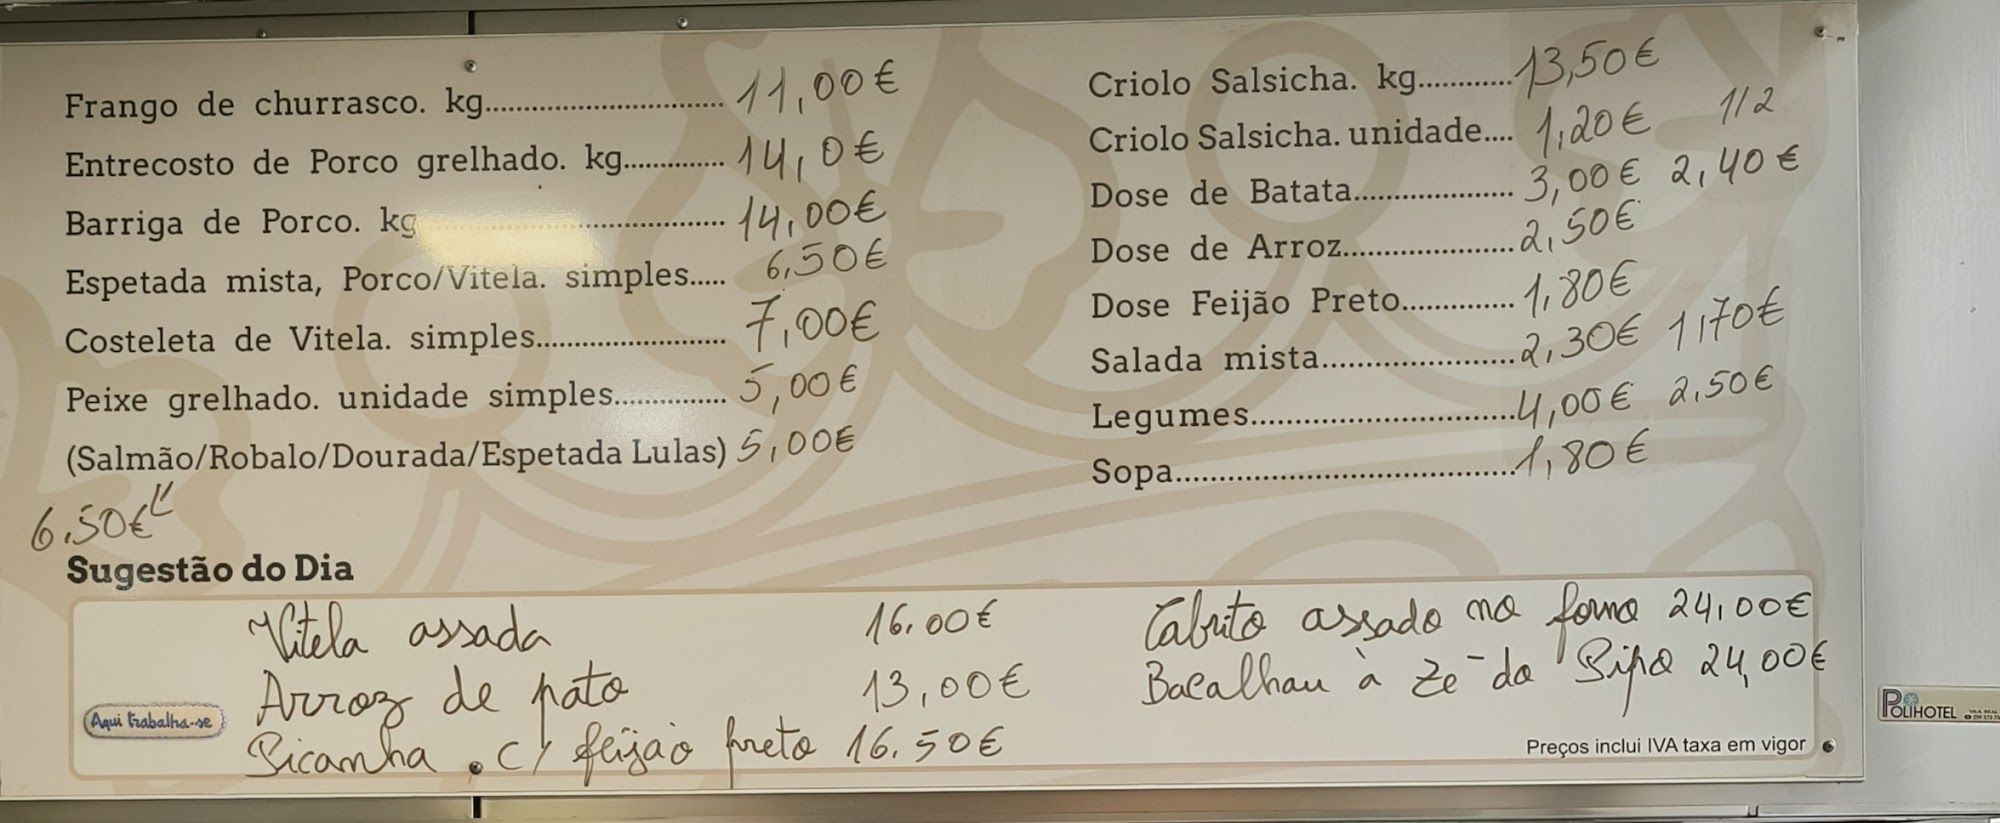 Frango de churrasco. kg............................ 11,00€
Entrecosto de Porco grelhado. kg............. 14,0€
Barriga de Porco. kg ............................ 14,00€
Espetada mista, Porco/Vitela. simples..... 6,50€
Costeleta de Vitela. simples........................ 7,00€
Peixe grelhado. unidade simples.............. 5,00€
(Salmão/Robalo/Dourada/Espetada Lulas) 5,00€
6,50€
Criolo Salsicha. kg............ 13,50€
Criolo Salsicha. unidade.... 1,20€ 1/2
Dose de Batata.................. 3,00€ 2,40€
Dose de Arroz................... 2,50€
Dose Feijão Preto............. 1,80€
Salada mista..................... 2,30€ 1,70€
Legumes............................ 4,00€ 2,50€
Sopa................................... 1,80€
Sugestão do Dia
Vitela assada 16.00€
Arroz de pato 13,00€
Picanha . c/ feijão preto 16.50€
Cabrito assado no forno 24,00€
Bacalhau à Zé-do Pipo 24,00€
Aqui trabalha-se
Preços inclui IVA taxa em vigor
POLIHOTEL